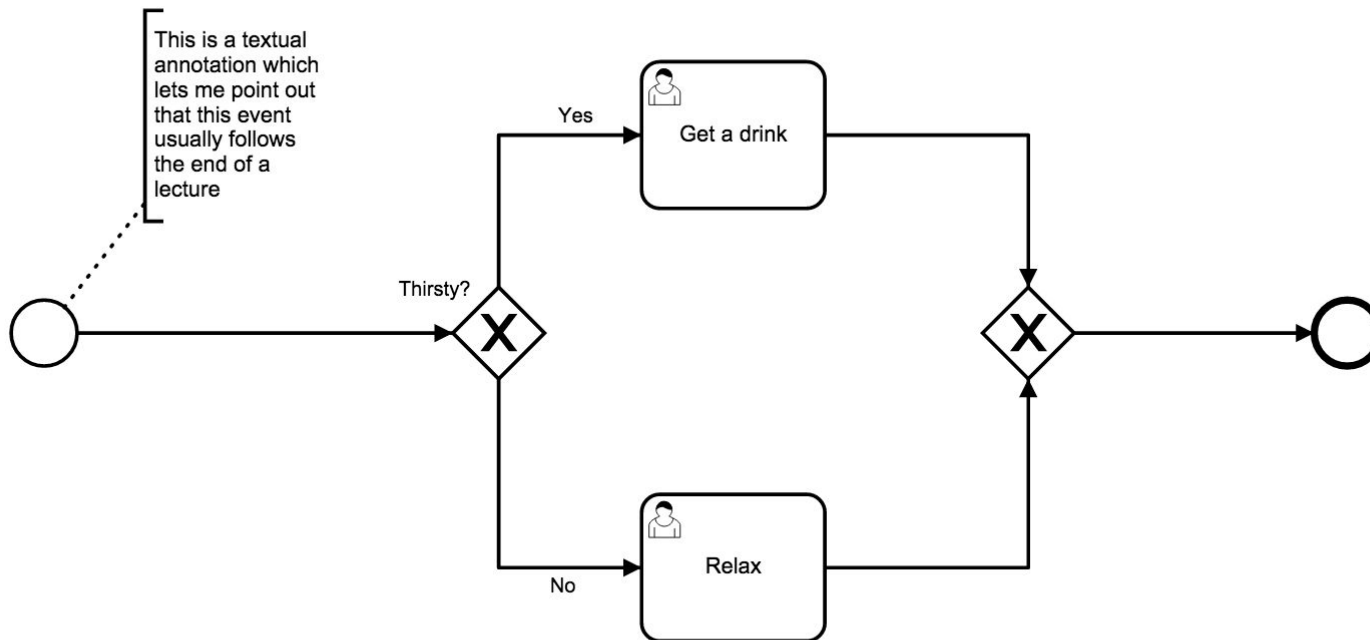 This is a textual
annotation which
lets me point out
that this event
usually follows
the end of a
lecture
Yes
Get a drink
Thirsty?
X
X
No
Relax